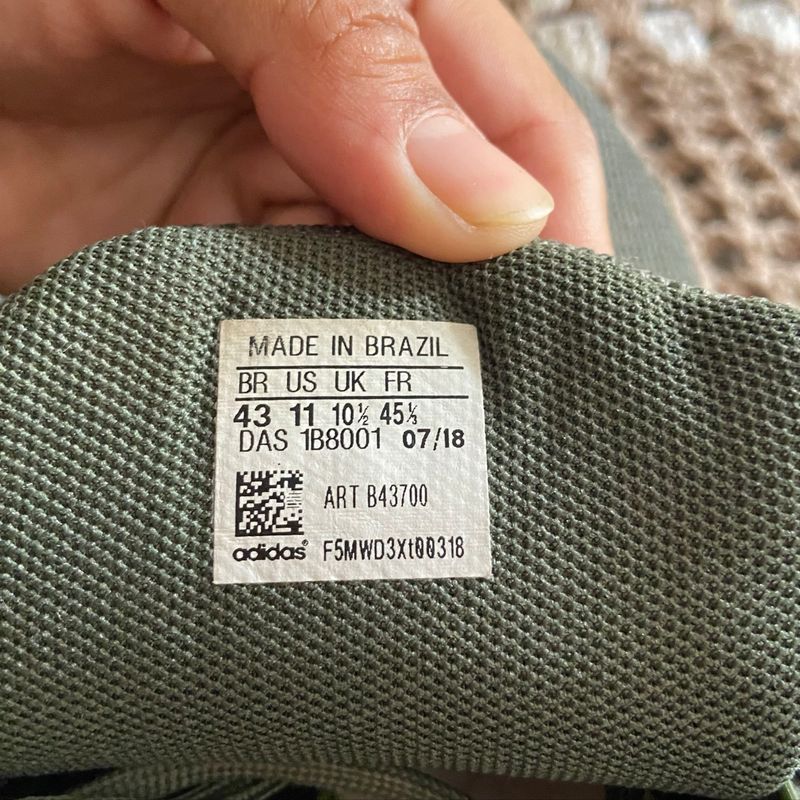 MADE IN BRAZIL
BR US UK FR
43 11 10½ 45⅓
DAS 1B8001 07/18
ART B43700
adidas® F5MWD3Xt00318